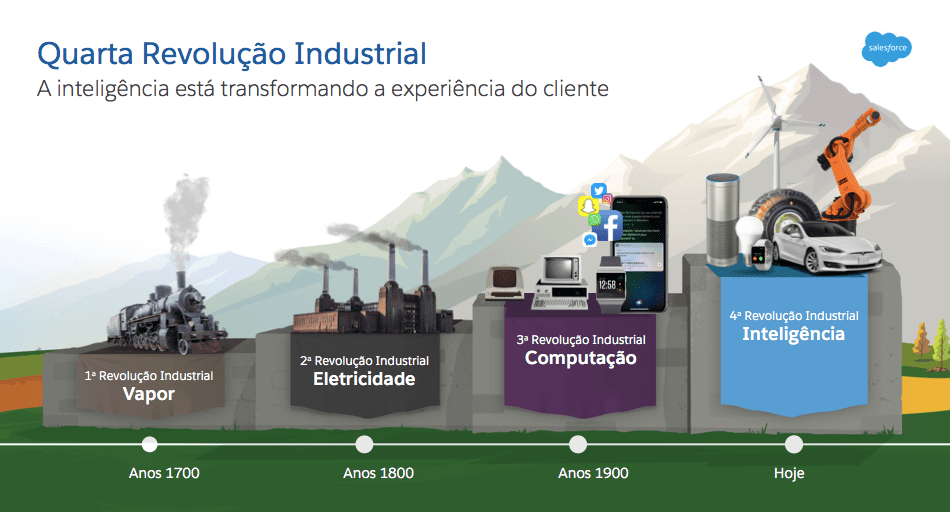 Quarta Revolução Industrial
salesforce
A inteligência está transformando a experiência do cliente
1ª Revolução Industrial
Vapor
2ª Revolução Industrial
Eletricidade
12:58
3ª Revolução Industrial
Computação
4ª Revolução Industrial
Inteligência
Anos 1700
Anos 1800
Anos 1900
Hoje